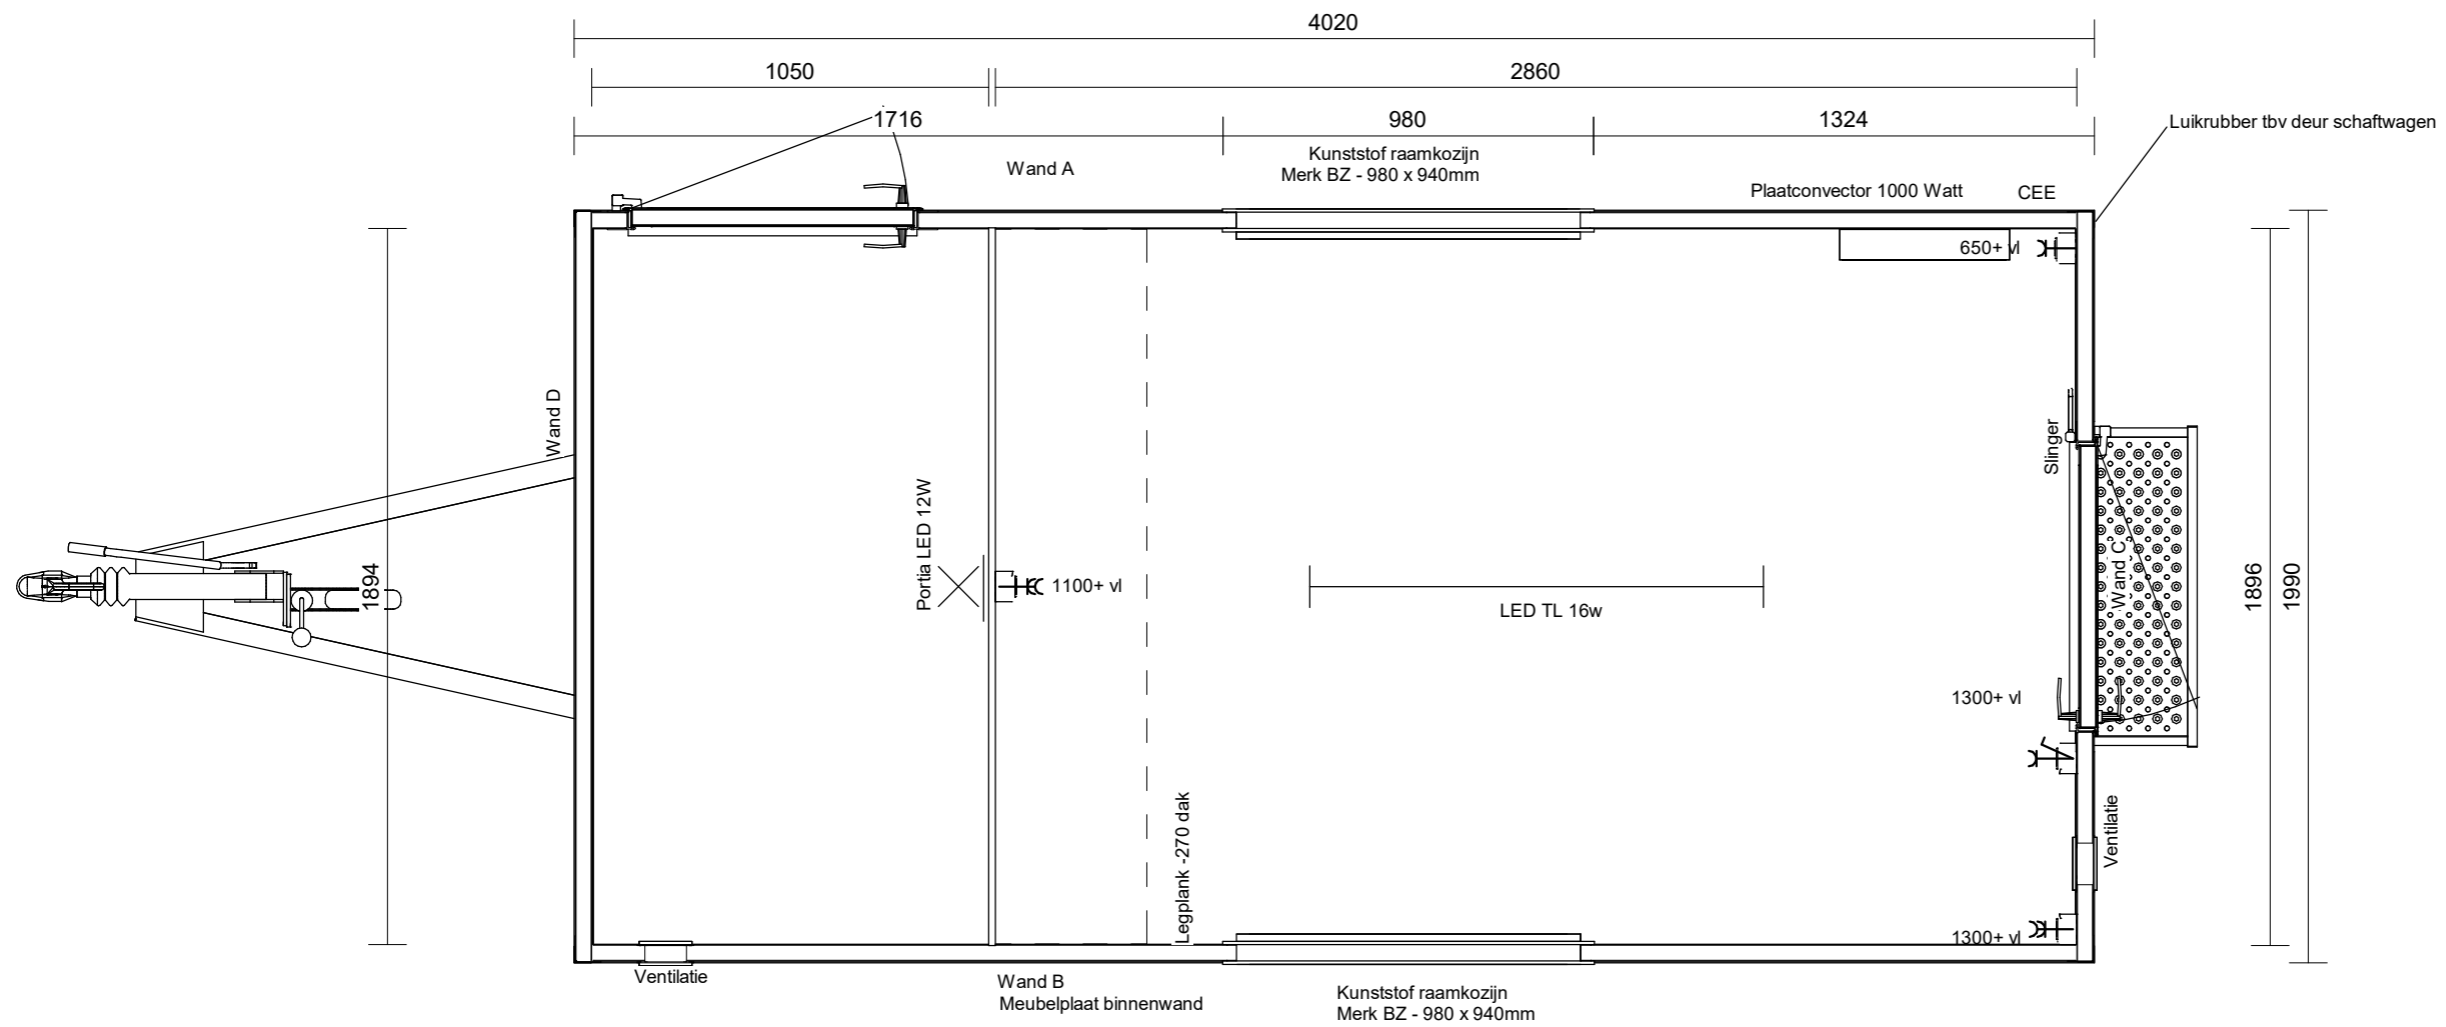 4020
1050
2860
1716
980
1324
Luikrubber tbv deur schaftwagen
Wand A
Kunststof raamkozijn
Merk BZ - 980 x 940mm
Plaatconvector 1000 Watt
CEE
650+ vl
Wand D
Slinger
Portia LED 12W
1894
1100+ vl
LED TL 16w
Wand C
1896
1990
1300+ vl
Legplank -270 dak
Ventilatie
1300+ vl
Ventilatie
Wand B
Meubelplaat binnenwand
Kunststof raamkozijn
Merk BZ - 980 x 940mm